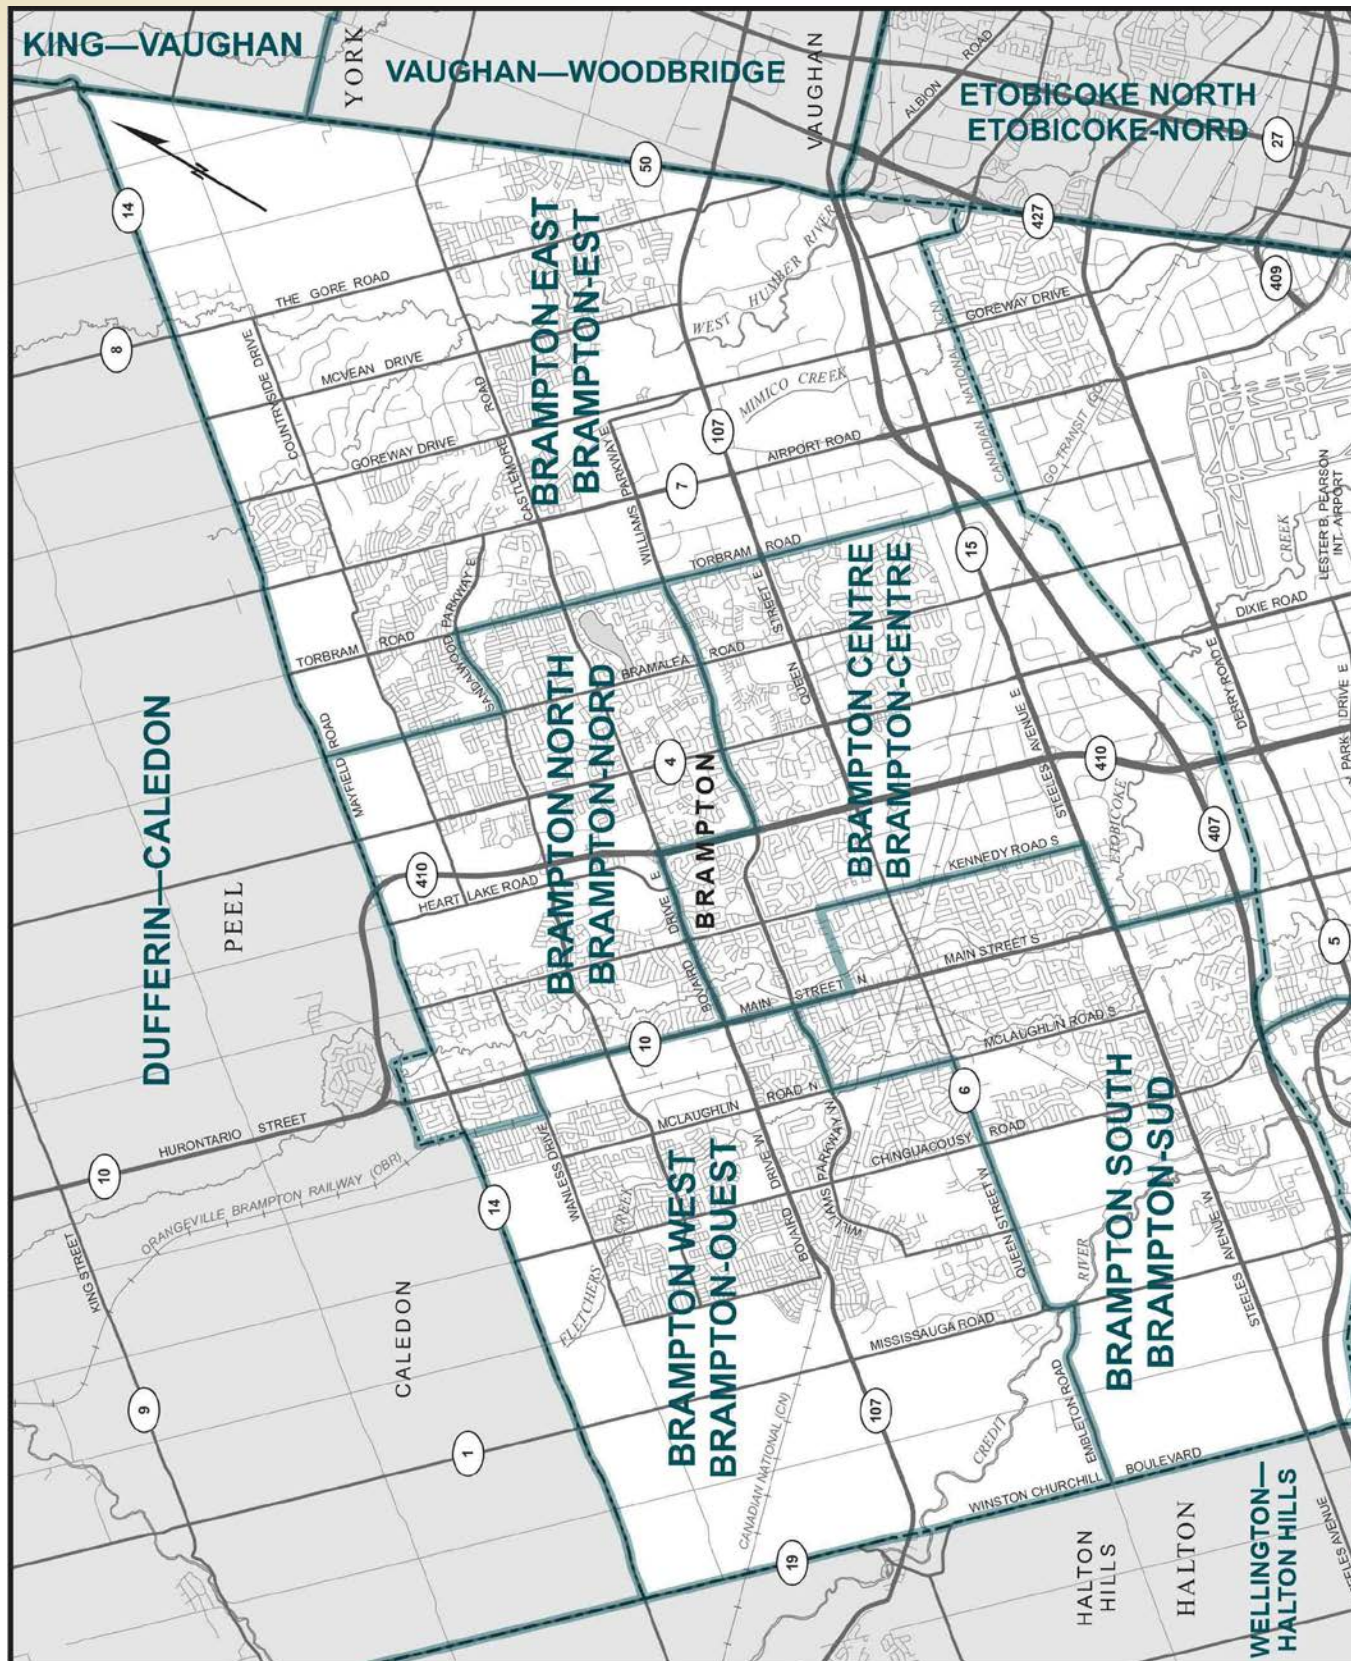 KING—VAUGHAN
YORK
VAUGHAN—WOODBRIDGE
VAUGHAN
ALBION ROAD
ETOBICOKE NORTH
ETOBICOKE-NORD
27
N
14
50
427
409
THE GORE ROAD
BRAMPTON EAST
BRAMPTON-EST
WEST HUMBER RIVER
GOREWAY DRIVE
8
COUNTRYSIDE DRIVE
MCVEAN DRIVE
GOREWAY DRIVE
CASTLEMORE ROAD
WILLIAMS PARKWAY E
107
MIMICO CREEK
AIRPORT ROAD
7
CANADIAN NATIONAL (CN)
GO TRANSIT (GO)
LESTER B. PEARSON
INT. AIRPORT
CREEK
15
TORBRAM ROAD
TORBRAM ROAD
SANDALWOOD PARKWAY E
BRAMALEA ROAD
QUEEN STREET E
BRAMPTON CENTRE
BRAMPTON-CENTRE
DIXIE ROAD
DERRY ROAD E
PARK DRIVE E
DUFFERIN—CALEDON
MAYFIELD ROAD
BRAMPTON NORTH
BRAMPTON-NORD
4
BRAMPTON
STEELES AVENUE E
410
ETOBICOKE
407
PEEL
410
HEART LAKE ROAD
BOVAIRD DRIVE E
KENNEDY ROAD S
MAIN STREET N
MAIN STREET S
5
10
HURONTARIO STREET
10
ORANGEVILLE BRAMPTON RAILWAY (OBR)
KING STREET
14
WANLESS DRIVE
MCLAUGHLIN ROAD N
MCLAUGHLIN ROAD S
6
FLETCHERS CREEK
BRAMPTON WEST
BRAMPTON-OUEST
BOVAIRD DRIVE W
WILLIAMS PARKWAY W
CHINGUACOUSY ROAD
QUEEN STREET W
BRAMPTON SOUTH
BRAMPTON-SUD
STEELES AVENUE W
CALEDON
9
1
MISSISSAUGA ROAD
CANADIAN NATIONAL (CN)
107
CREDIT RIVER
EMBLETON ROAD
WINSTON CHURCHILL BOULEVARD
19
HALTON
HILLS
HALTON
WELLINGTON—
HALTON HILLS
AVENUE